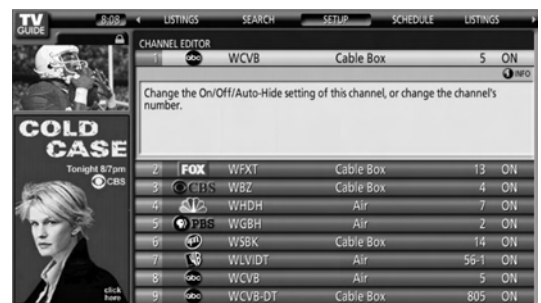 TV
GUIDE
8:08
LISTINGS SEARCH SETUP SCHEDULE LISTINGS
CHANNEL EDITOR
1 abc WCVB Cable Box 5 ON
INFO
Change the On/Off/Auto-Hide setting of this channel, or change the channel's
number.
COLD
CASE
Tonight 8/7pm
CBS
click
here
2 FOX WFXT Cable Box 13 ON
3 CBS WBZ Cable Box 4 ON
4 WHDH Air 7 ON
5 PBS WGBH Air 2 ON
6 WSBK Cable Box 14 ON
7 WLVIDT Air 56-1 ON
8 abc WCVB Air 5 ON
9 abc WCVB-DT Cable Box 805 ON